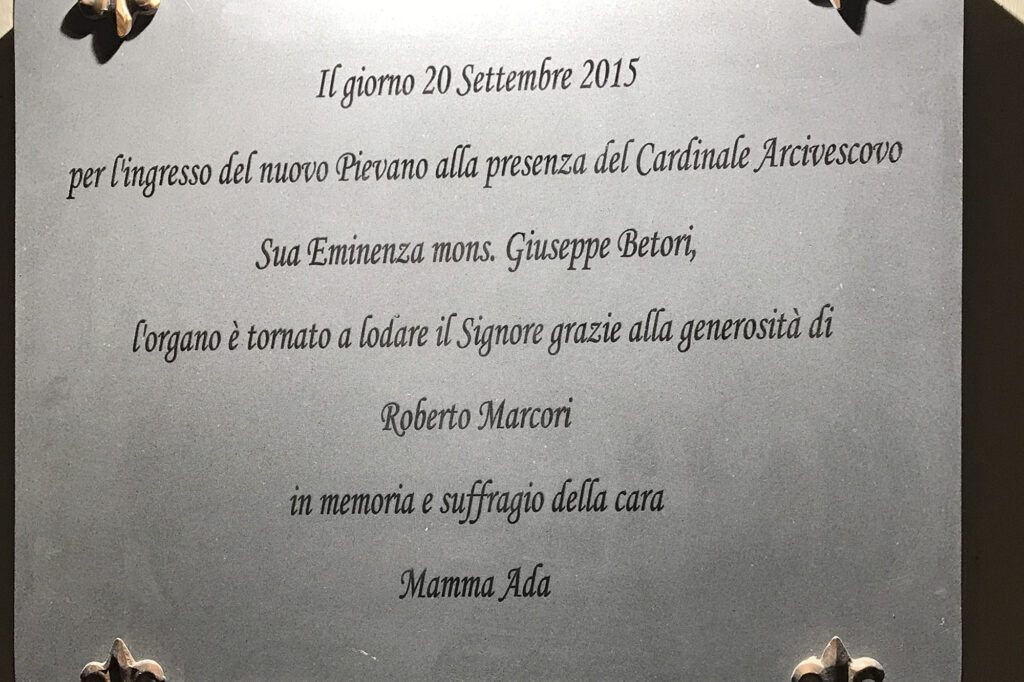 Il giorno 20 Settembre 2015
per l'ingresso del nuovo Pievano alla presenza del Cardinale Arcivescovo
Sua Eminenza mons. Giuseppe Betori,
l'organo è tornato a lodare il Signore grazie alla generosità di
Roberto Marcori
in memoria e suffragio della cara
Mamma Ada